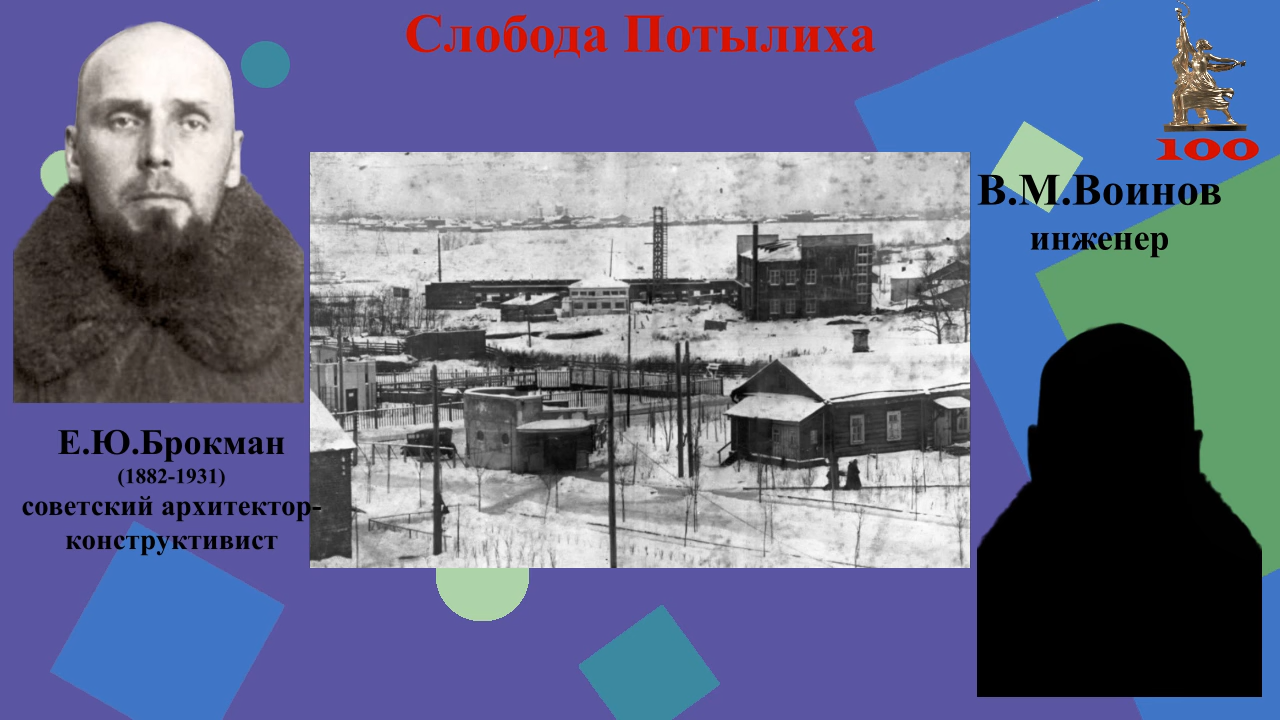 Слобода Потылиха
100
В.М.Воинов
инженер
Е.Ю.Брокман
(1882-1931)
советский архитектор-
конструктивист